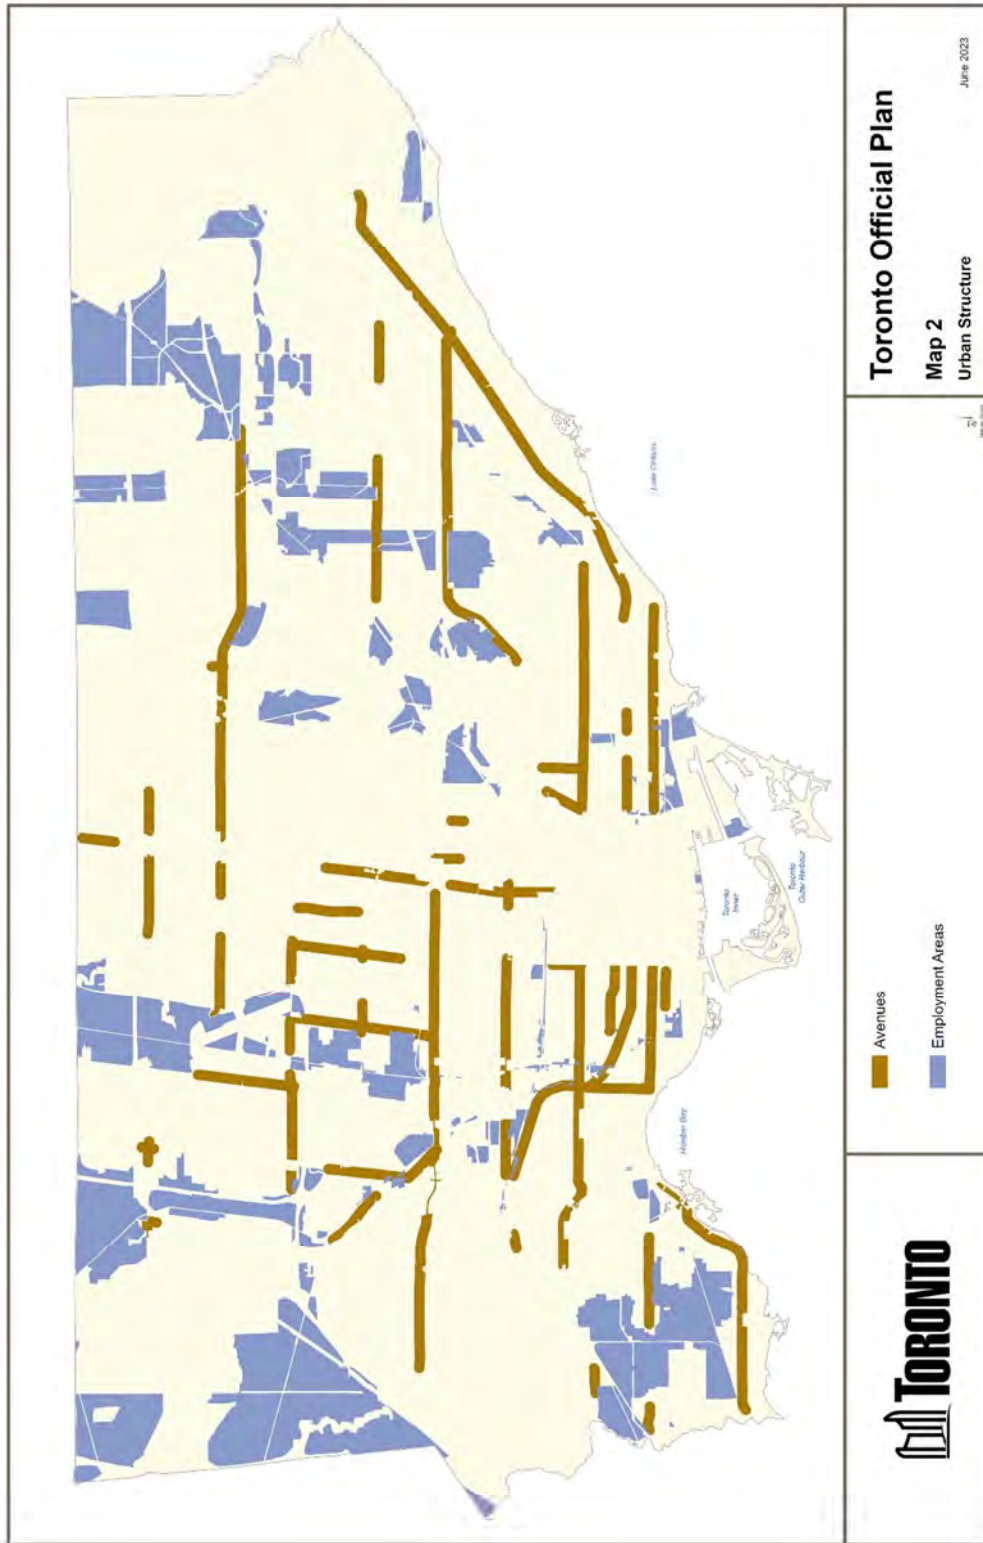 Lake Ontario
Toronto
Inner
Toronto
Outer Harbour
Humber Bay
TORONTO
Avenues
Employment Areas
Toronto Official Plan
Map 2
Urban Structure
June 2023